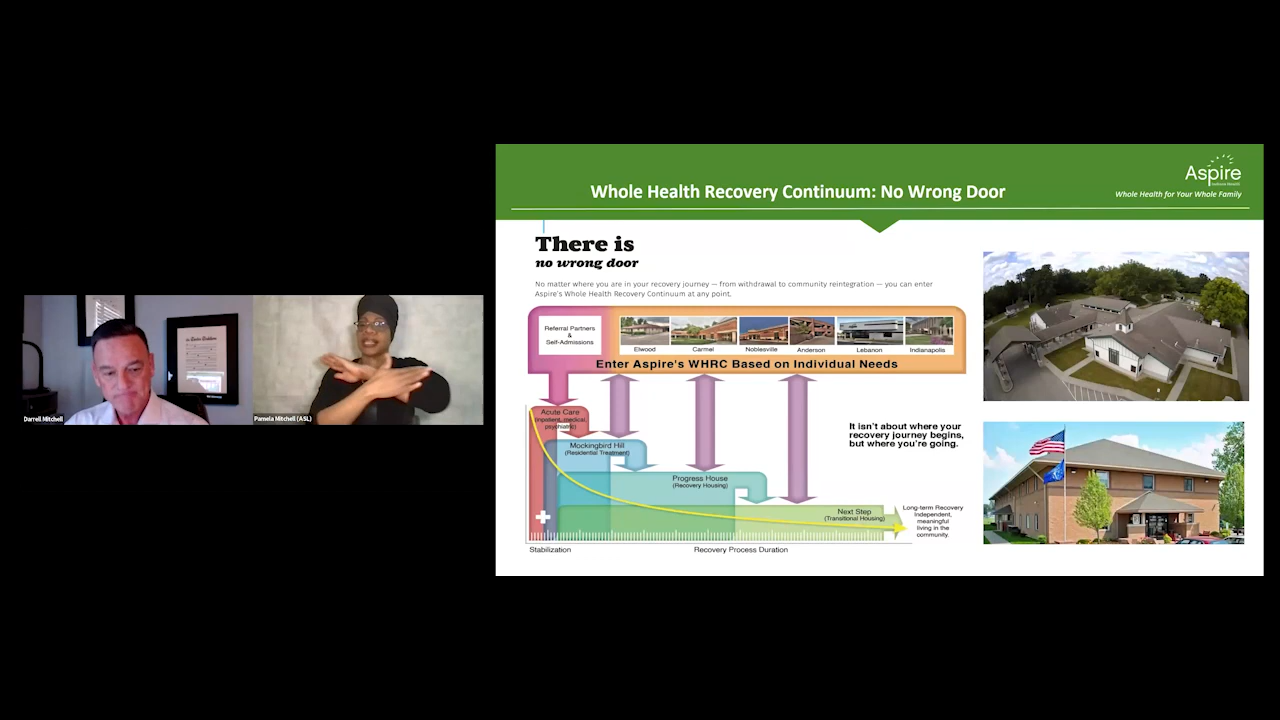 Whole Health Recovery Continuum: No Wrong Door
Aspire
Indiana Health
Whole Health for Your Whole Family
There is
no wrong door
No matter where you are in your recovery journey — from withdrawal to community reintegration — you can enter
Aspire's Whole Health Recovery Continuum at any point.
Referral Partners
&
Self-Admissions
Elwood
Carmel
Noblesville
Anderson
Lebanon
Indianapolis
Enter Aspire's WHRC Based on Individual Needs
Acute Care
(inpatient, medical,
psychiatric)
Mockingbird Hill
(Residential Treatment)
Progress House
(Recovery Housing)
Next Step
(Transitional Housing)
It isn't about where your
recovery journey begins,
but where you're going.
Long-term Recovery
Independent,
meaningful
living in the
community.
Stabilization
Recovery Process Duration
Darrell Mitchell
Pamela Mitchell (ASL)